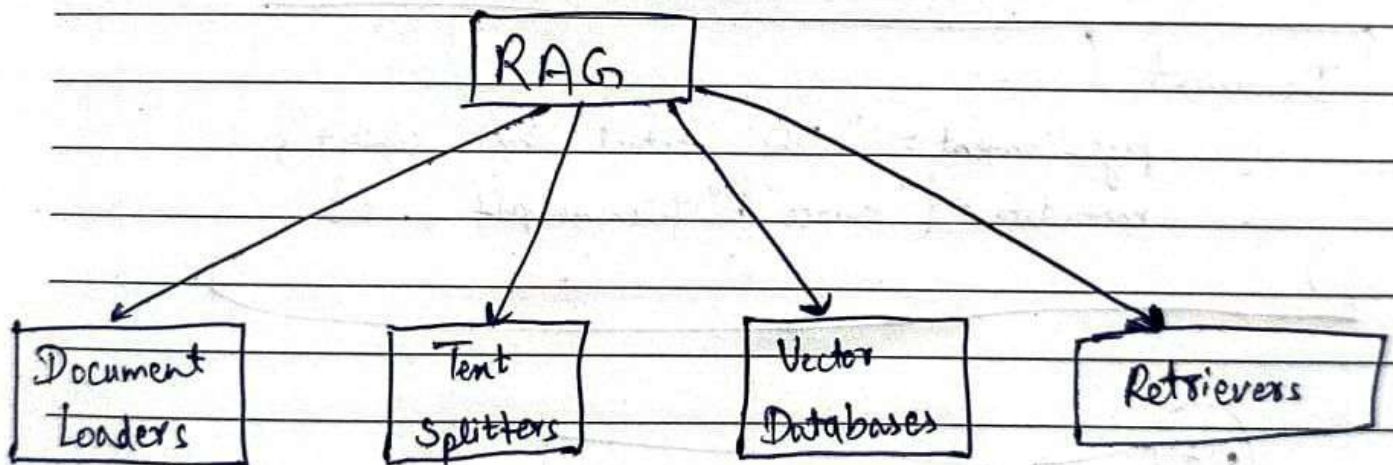 RAG
Document
Loaders
Text
Splitters
Vector
Databases
Retrievers